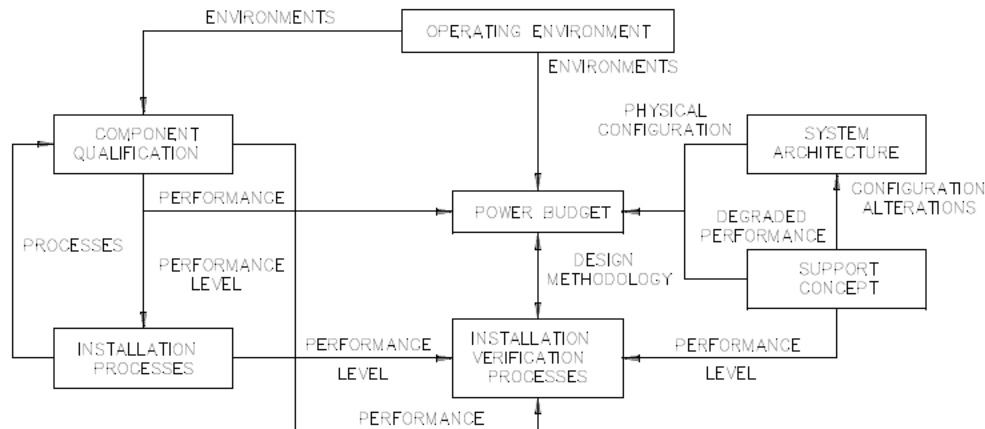 ENVIRONMENTS
OPERATING ENVIRONMENT
ENVIRONMENTS
PHYSICAL
CONFIGURATION
COMPONENT
QUALIFICATION
SYSTEM
ARCHITECTURE
PERFORMANCE
POWER BUDGET
CONFIGURATION
ALTERATIONS
DEGRADED
PERFORMANCE
PROCESSES
PERFORMANCE
LEVEL
DESIGN
METHODOLOGY
SUPPORT
CONCEPT
INSTALLATION
PROCESSES
PERFORMANCE
LEVEL
INSTALLATION
VERIFICATION
PROCESSES
PERFORMANCE
LEVEL
PERFORMANCE